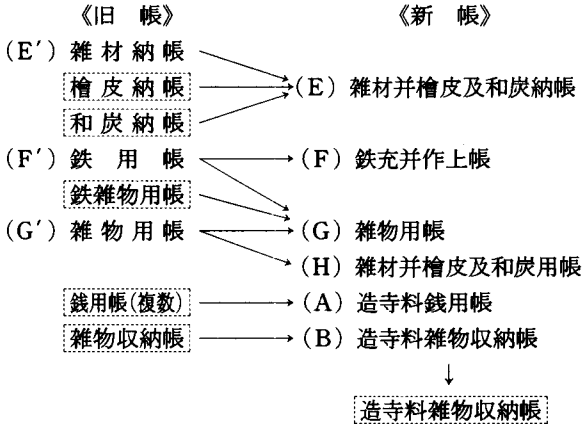 《旧　帳》　《新　帳》
（E′）雑材納帳
檜皮納帳　（E）雑材并檜皮及和炭納帳
和炭納帳
（F′）鉄用帳　（F）鉄充并作上帳
鉄雑物用帳
（G′）雑物用帳　（G）雑物用帳
（H）雑材并檜皮及和炭用帳
銭用帳（複数）　（A）造寺料銭用帳
雑物収納帳　（B）造寺料雑物収納帳
造寺料雑物収納帳